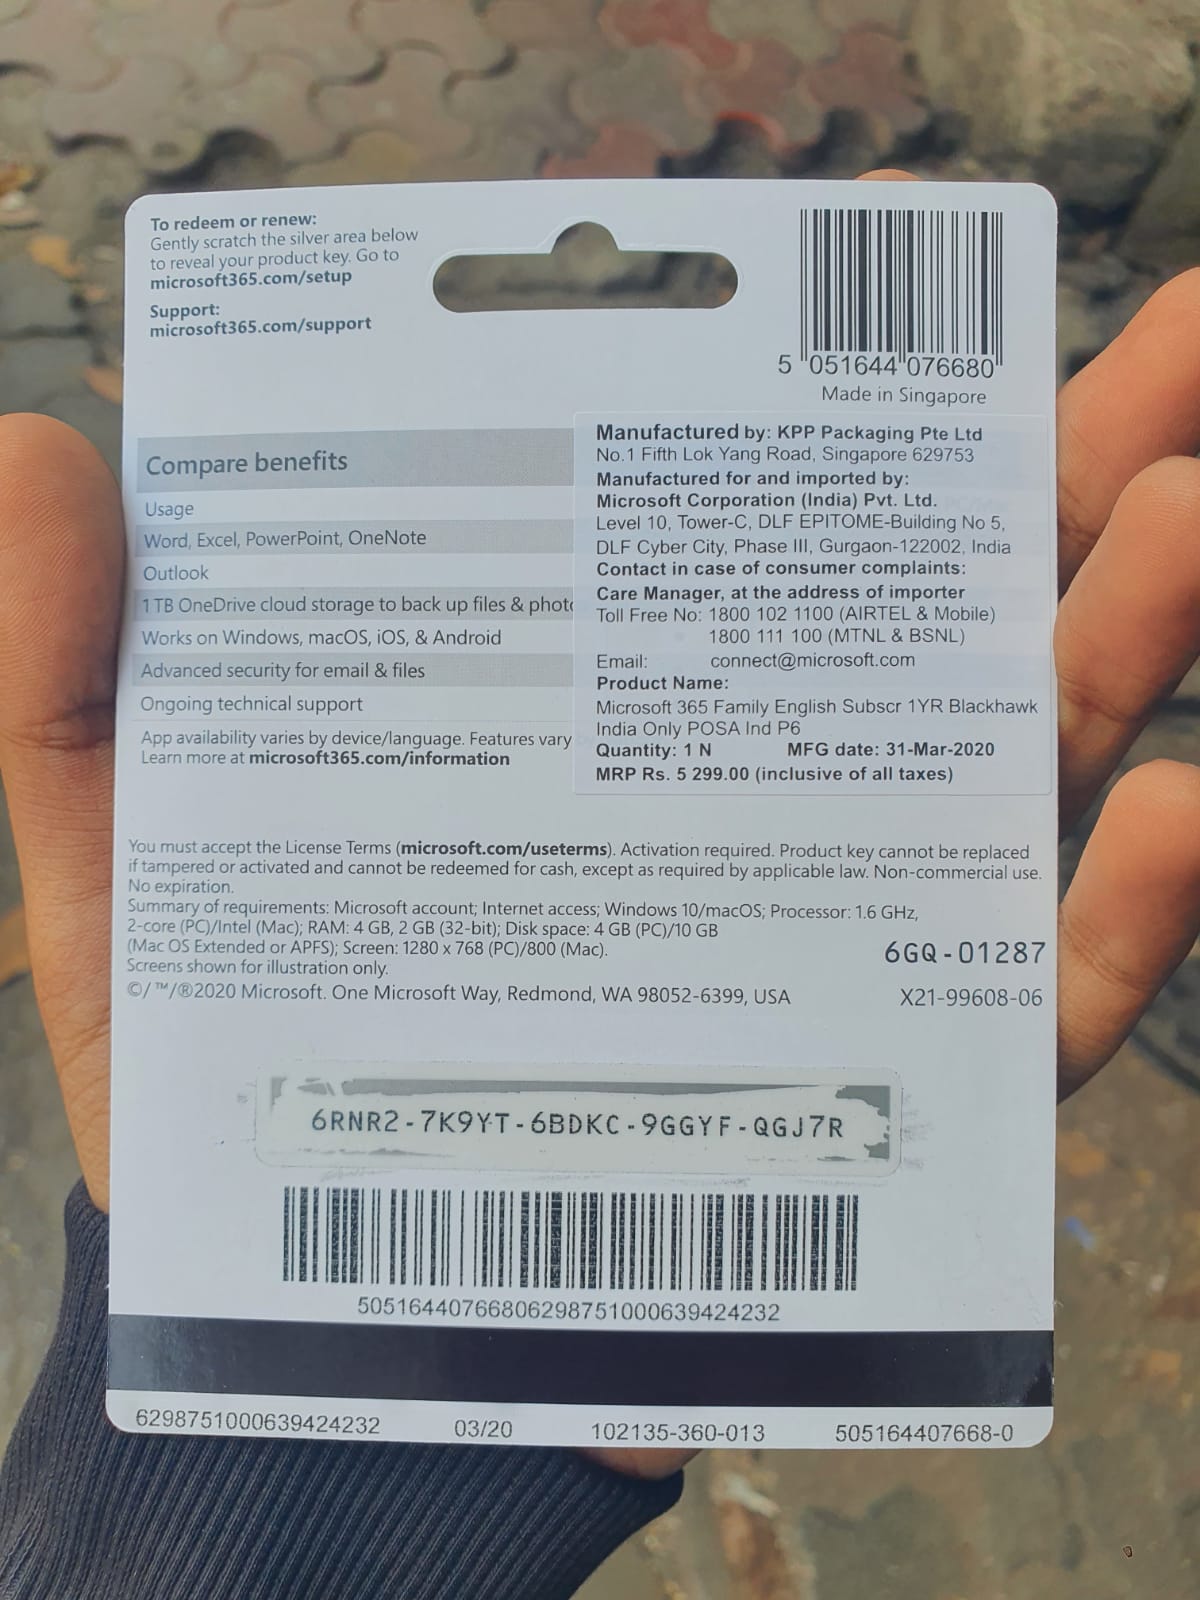 To redeem or renew:
Gently scratch the silver area below
to reveal your product key. Go to
microsoft365.com/setup
Support:
microsoft365.com/support
5 051644 076680
Made in Singapore
Compare benefits
Usage
Word, Excel, PowerPoint, OneNote
Outlook
1 TB OneDrive cloud storage to back up files & photo
Works on Windows, macOS, iOS, & Android
Advanced security for email & files
Ongoing technical support
App availability varies by device/language. Features vary
Learn more at microsoft365.com/information
Manufactured by: KPP Packaging Pte Ltd
No.1 Fifth Lok Yang Road, Singapore 629753
Manufactured for and imported by:
Microsoft Corporation (India) Pvt. Ltd.
Level 10, Tower-C, DLF EPITOME-Building No 5,
DLF Cyber City, Phase III, Gurgaon-122002, India
Contact in case of consumer complaints:
Care Manager, at the address of importer
Toll Free No: 1800 102 1100 (AIRTEL & Mobile)
1800 111 100 (MTNL & BSNL)
Email: connect@microsoft.com
Product Name:
Microsoft 365 Family English Subscr 1YR Blackhawk
India Only POSA Ind P6
Quantity: 1 N MFG date: 31-Mar-2020
MRP Rs. 5 299.00 (inclusive of all taxes)
You must accept the License Terms (microsoft.com/useterms). Activation required. Product key cannot be replaced
if tampered or activated and cannot be redeemed for cash, except as required by applicable law. Non-commercial use.
No expiration.
Summary of requirements: Microsoft account; Internet access; Windows 10/macOS; Processor: 1.6 GHz,
2-core (PC)/Intel (Mac); RAM: 4 GB, 2 GB (32-bit); Disk space: 4 GB (PC)/10 GB
(Mac OS Extended or APFS); Screen: 1280 x 768 (PC)/800 (Mac).
Screens shown for illustration only.
©/™/®2020 Microsoft. One Microsoft Way, Redmond, WA 98052-6399, USA
6GQ-01287
X21-99608-06
6RNR2-7K9YT-6BDKC-9GGYF-QGJ7R
505164407668062987510006394​24232
6298751000639424232 03/20 102135-360-013 505164407668-0